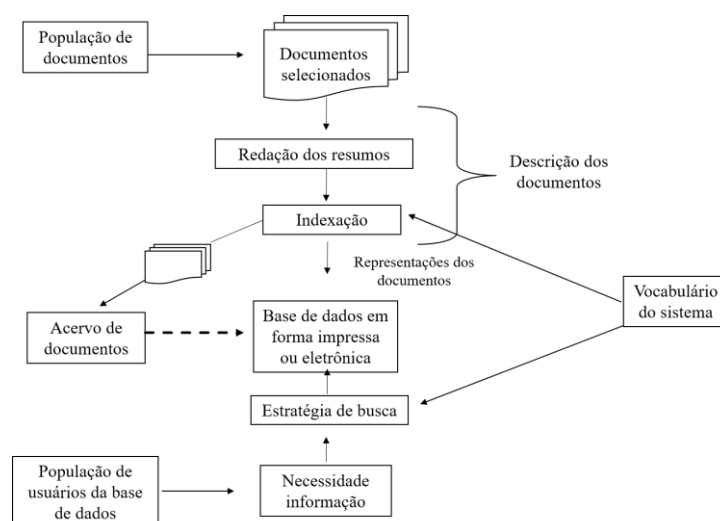 População de
documentos
Documentos
selecionados
Redação dos resumos
Descrição dos
documentos
Indexação
Representações dos
documentos
Vocabulário
do sistema
Acervo de
documentos
Base de dados em
forma impressa
ou eletrônica
Estratégia de busca
População de
usuários da base
de dados
Necessidade
informação